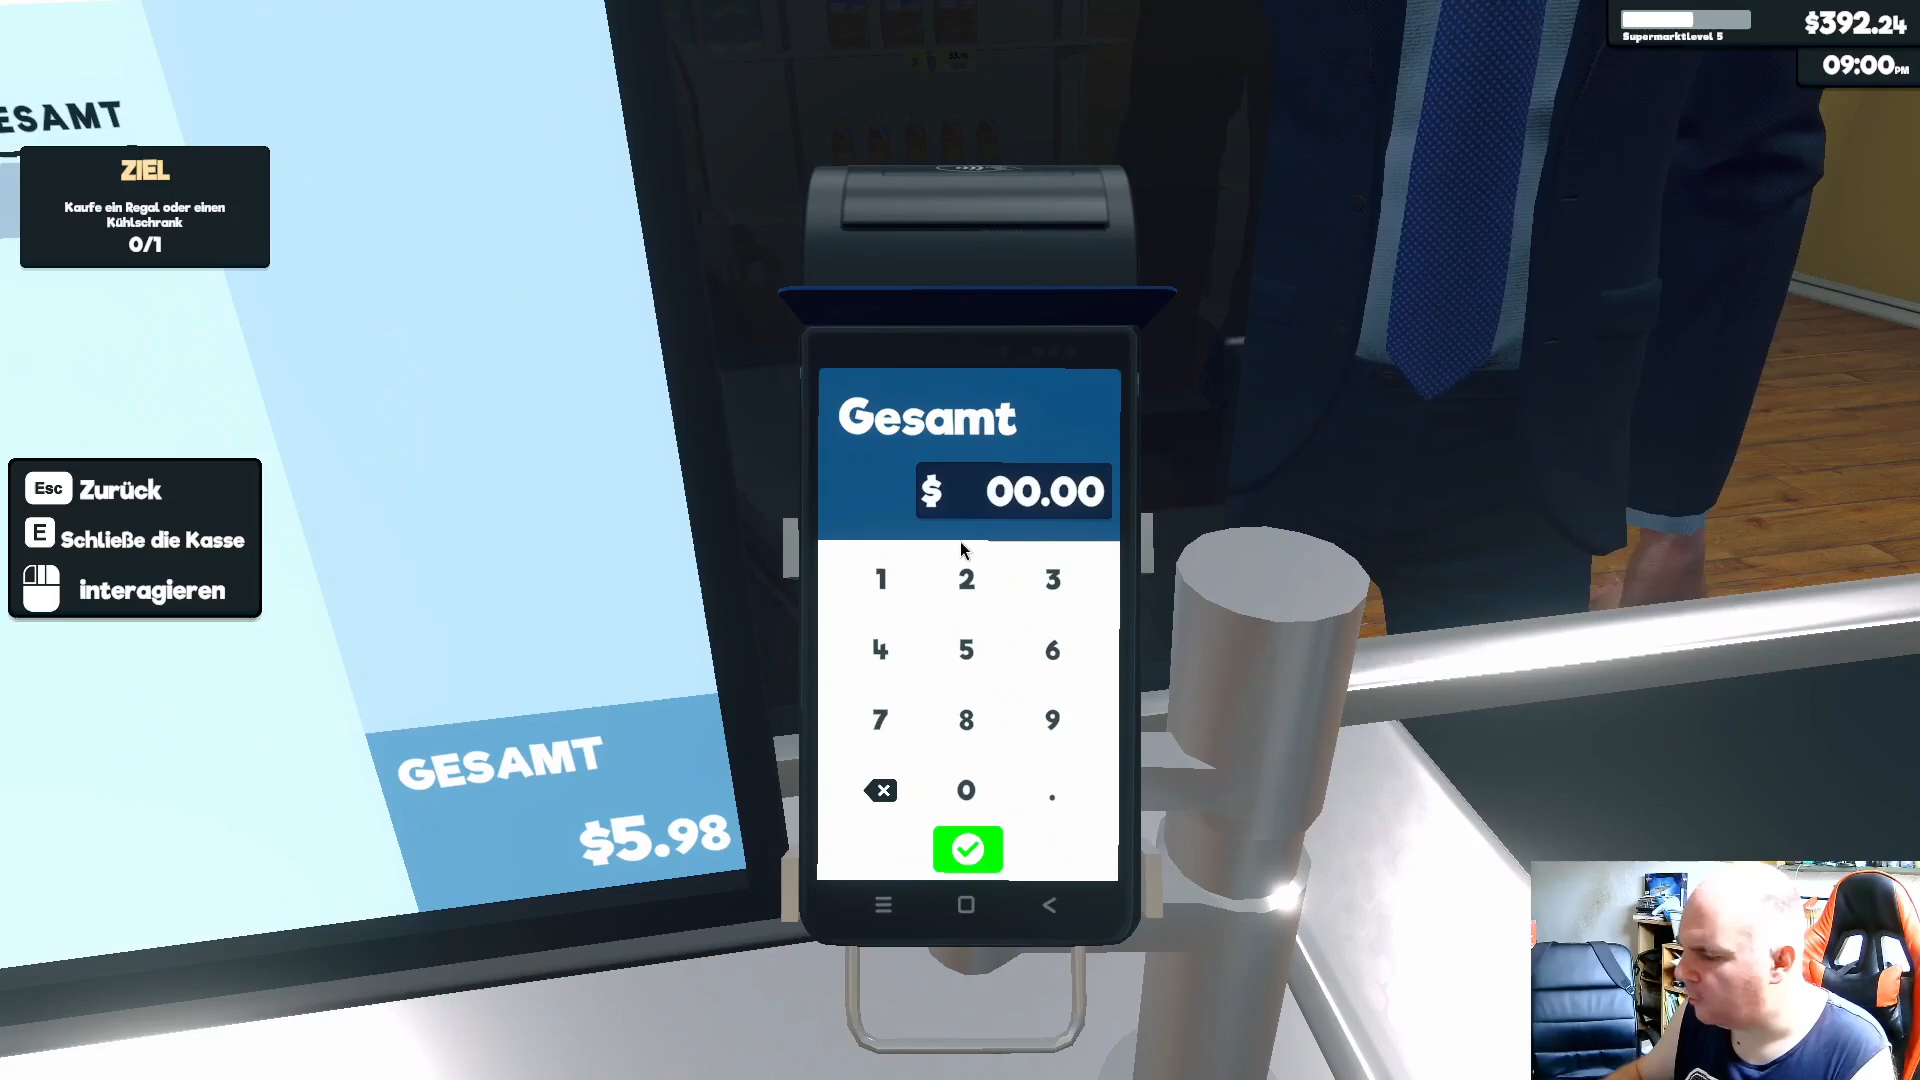 $392.24
Supermarktlevel 5
09:00PM
ESAMT
ZIEL
Kaufe ein Regal oder einen
Kühlschrank
0/1
Esc Zurück
E Schließe die Kasse
interagieren
Gesamt
$ 00.00
1 2 3
4 5 6
7 8 9
0 .
GESAMT
$5.98